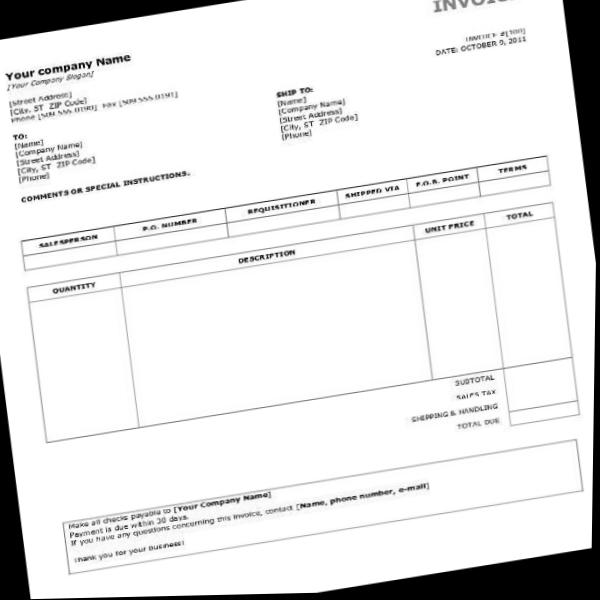 INVOICE
INVOICE #[100]
DATE: OCTOBER 9, 2011
Your company Name
[Your Company Slogan]
[Street Address]
[City, ST ZIP Code]
Phone [509.555.0190] Fax [509.555.0191]
TO:
[Name]
[Company Name]
[Street Address]
[City, ST ZIP Code]
[Phone]
SHIP TO:
[Name]
[Company Name]
[Street Address]
[City, ST ZIP Code]
[Phone]
COMMENTS OR SPECIAL INSTRUCTIONS.
SALESPERSON P.O. NUMBER REQUISITIONER SHIPPED VIA F.O.B. POINT TERMS
QUANTITY DESCRIPTION UNIT PRICE TOTAL
SUBTOTAL
SALES TAX
SHIPPING & HANDLING
TOTAL DUE
Make all checks payable to [Your Company Name]
Payment is due within 30 days.
If you have any questions concerning this invoice, contact [Name, phone number, e-mail]
Thank you for your business!